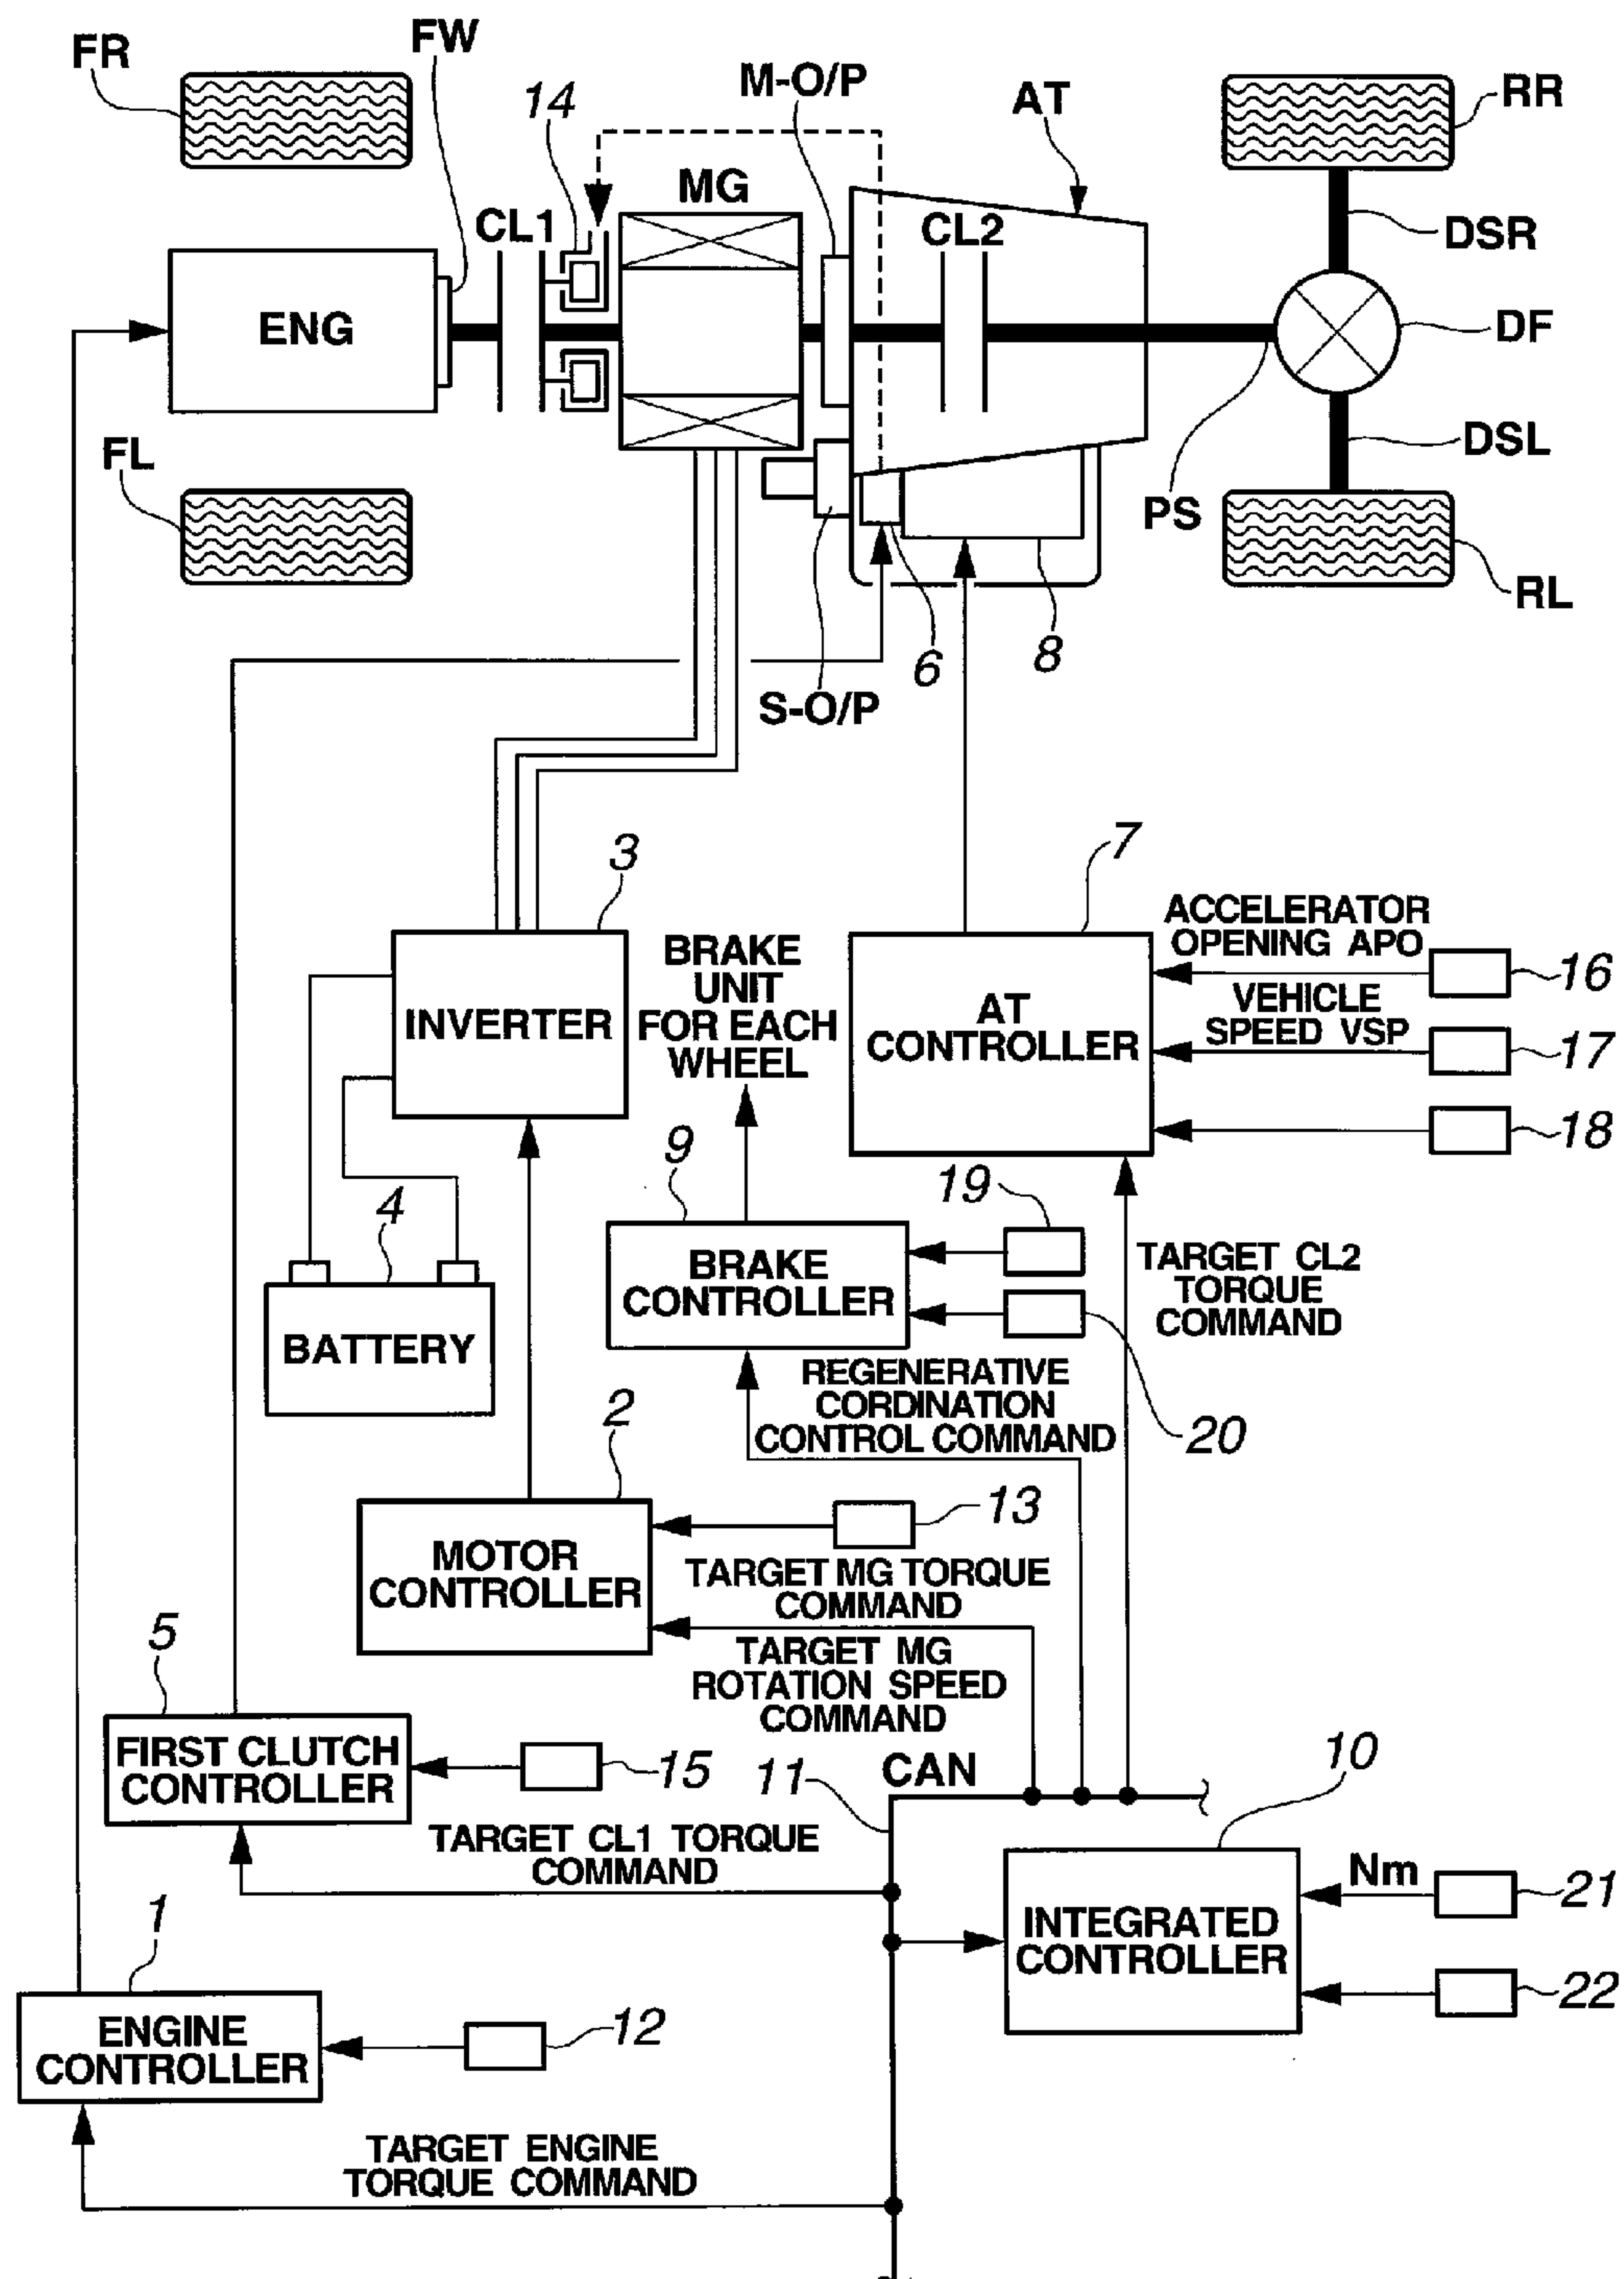 FR
FW
14
M-O/P
AT
RR
MG
CL1
CL2
DSR
ENG
DF
FL
DSL
PS
RL
6
8
S-O/P
3
7
ACCELERATOR
OPENING APO
16
BRAKE
UNIT
FOR EACH
WHEEL
INVERTER
AT
CONTROLLER
VEHICLE
SPEED VSP
17
18
9
19
4
BRAKE
CONTROLLER
TARGET CL2
TORQUE
COMMAND
BATTERY
REGENERATIVE
CORDINATION
CONTROL COMMAND
20
2
13
MOTOR
CONTROLLER
TARGET MG TORQUE
COMMAND
TARGET MG
ROTATION SPEED
COMMAND
5
FIRST CLUTCH
CONTROLLER
15
11
CAN
10
TARGET CL1 TORQUE
COMMAND
Nm
21
INTEGRATED
CONTROLLER
22
1
ENGINE
CONTROLLER
12
TARGET ENGINE
TORQUE COMMAND